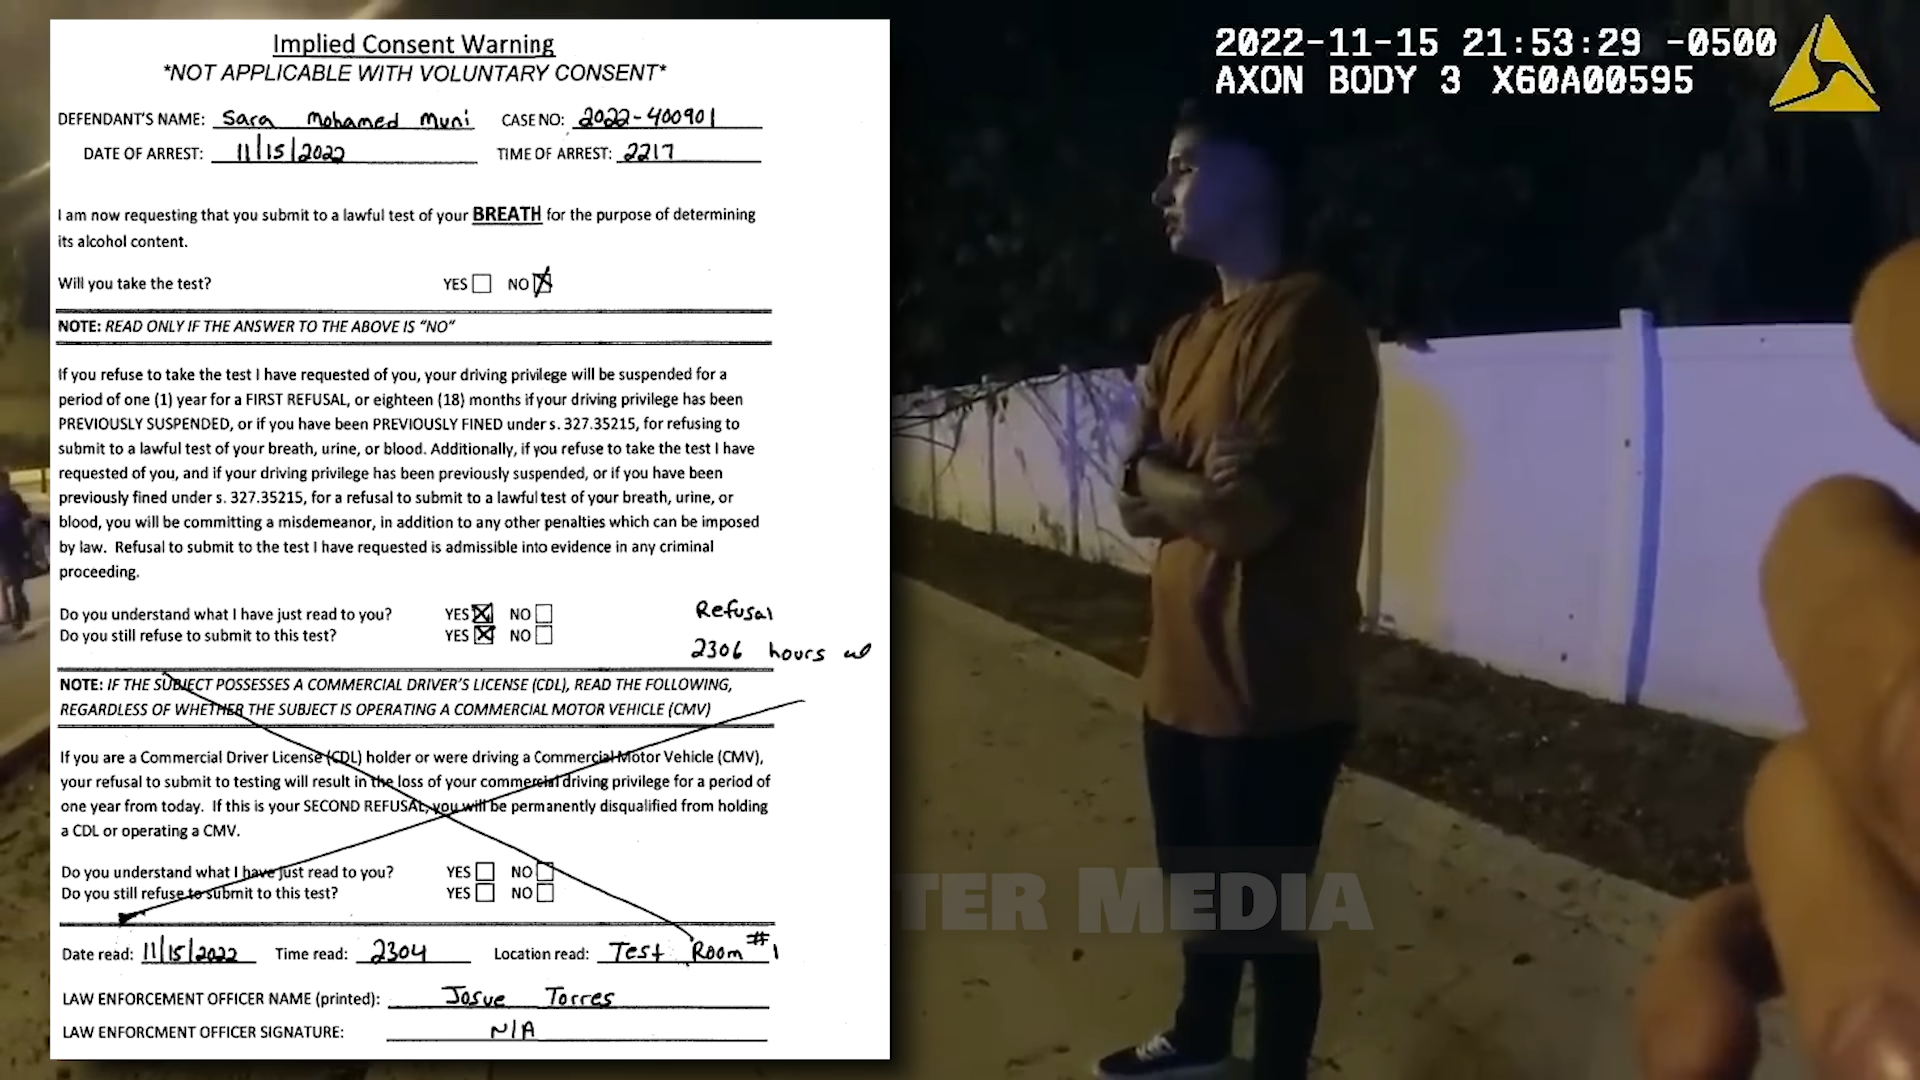 Implied Consent Warning
*NOT APPLICABLE WITH VOLUNTARY CONSENT*
DEFENDANT'S NAME: Sara Mohamed Muni CASE NO: 2022-400901
DATE OF ARREST: 11/15/2022 TIME OF ARREST: 2217
I am now requesting that you submit to a lawful test of your BREATH for the purpose of determining
its alcohol content.
Will you take the test? YES NO
NOTE: READ ONLY IF THE ANSWER TO THE ABOVE IS "NO"
If you refuse to take the test I have requested of you, your driving privilege will be suspended for a
period of one (1) year for a FIRST REFUSAL, or eighteen (18) months if your driving privilege has been
PREVIOUSLY SUSPENDED, or if you have been PREVIOUSLY FINED under s. 327.35215, for refusing to
submit to a lawful test of your breath, urine, or blood. Additionally, if you refuse to take the test I have
requested of you, and if your driving privilege has been previously suspended, or if you have been
previously fined under s. 327.35215, for a refusal to submit to a lawful test of your breath, urine, or
blood, you will be committing a misdemeanor, in addition to any other penalties which can be imposed
by law. Refusal to submit to the test I have requested is admissible into evidence in any criminal
proceeding.
Do you understand what I have just read to you? YES NO Refusal
Do you still refuse to submit to this test? YES NO
2306 hours
NOTE: IF THE SUBJECT POSSESSES A COMMERCIAL DRIVER'S LICENSE (CDL), READ THE FOLLOWING,
REGARDLESS OF WHETHER THE SUBJECT IS OPERATING A COMMERCIAL MOTOR VEHICLE (CMV)
If you are a Commercial Driver License (CDL) holder or were driving a Commercial Motor Vehicle (CMV),
your refusal to submit to testing will result in the loss of your commercial driving privilege for a period of
one year from today. If this is your SECOND REFUSAL, you will be permanently disqualified from holding
a CDL or operating a CMV.
Do you understand what I have just read to you? YES NO
Do you still refuse to submit to this test? YES NO
Date read: 11/15/2022 Time read: 2304 Location read: Test Room #1
LAW ENFORCEMENT OFFICER NAME (printed): Josue Torres
LAW ENFORCMENT OFFICER SIGNATURE: N/A
2022-11-15 21:53:29 -0500
AXON BODY 3 X60A00595
TER MEDIA